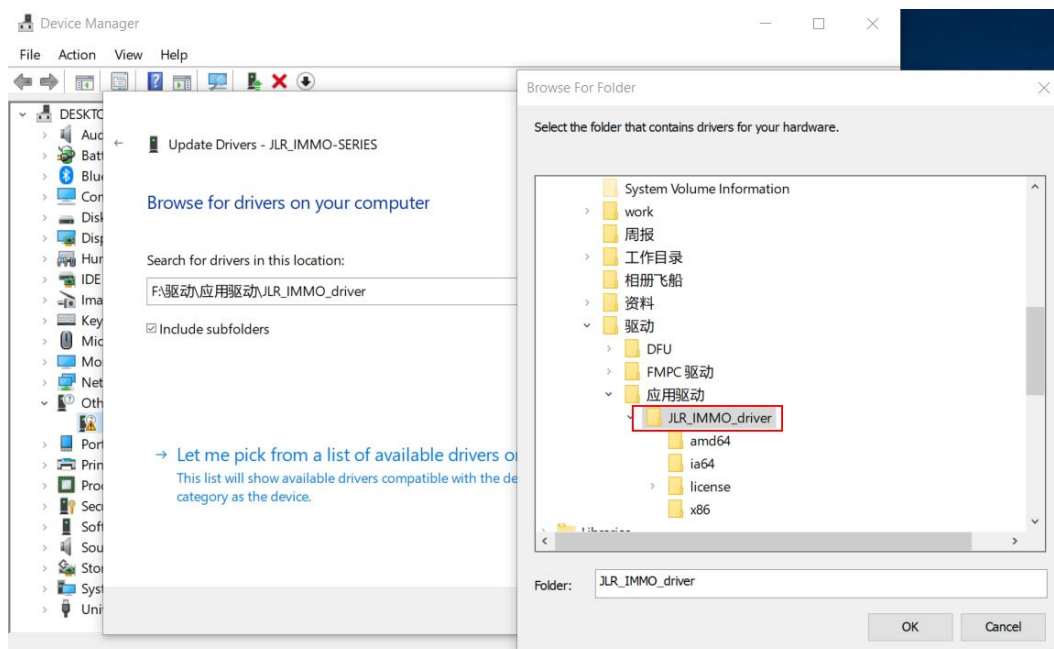 Device Manager
File Action View Help
DESKTC
Aud
Batt
Blu
Con
Disk
Disp
Hur
IDE
Ima
Key
Mic
Mo
Net
Oth
Port
Prin
Pro
Sec
Soft
Sou
Sto
Syst
Uni
Update Drivers - JLR_IMMO-SERIES
Browse for drivers on your computer
Search for drivers in this location:
F:\驱动\应用驱动\JLR_IMMO_driver
Include subfolders
Let me pick from a list of available drivers o
This list will show available drivers compatible with the de
category as the device.
Browse For Folder
Select the folder that contains drivers for your hardware.
System Volume Information
work
周报
工作目录
相册飞船
资料
驱动
DFU
FMPC 驱动
应用驱动
JLR_IMMO_driver
amd64
ia64
license
x86
Libraries
Folder: JLR_IMMO_driver
OK Cancel